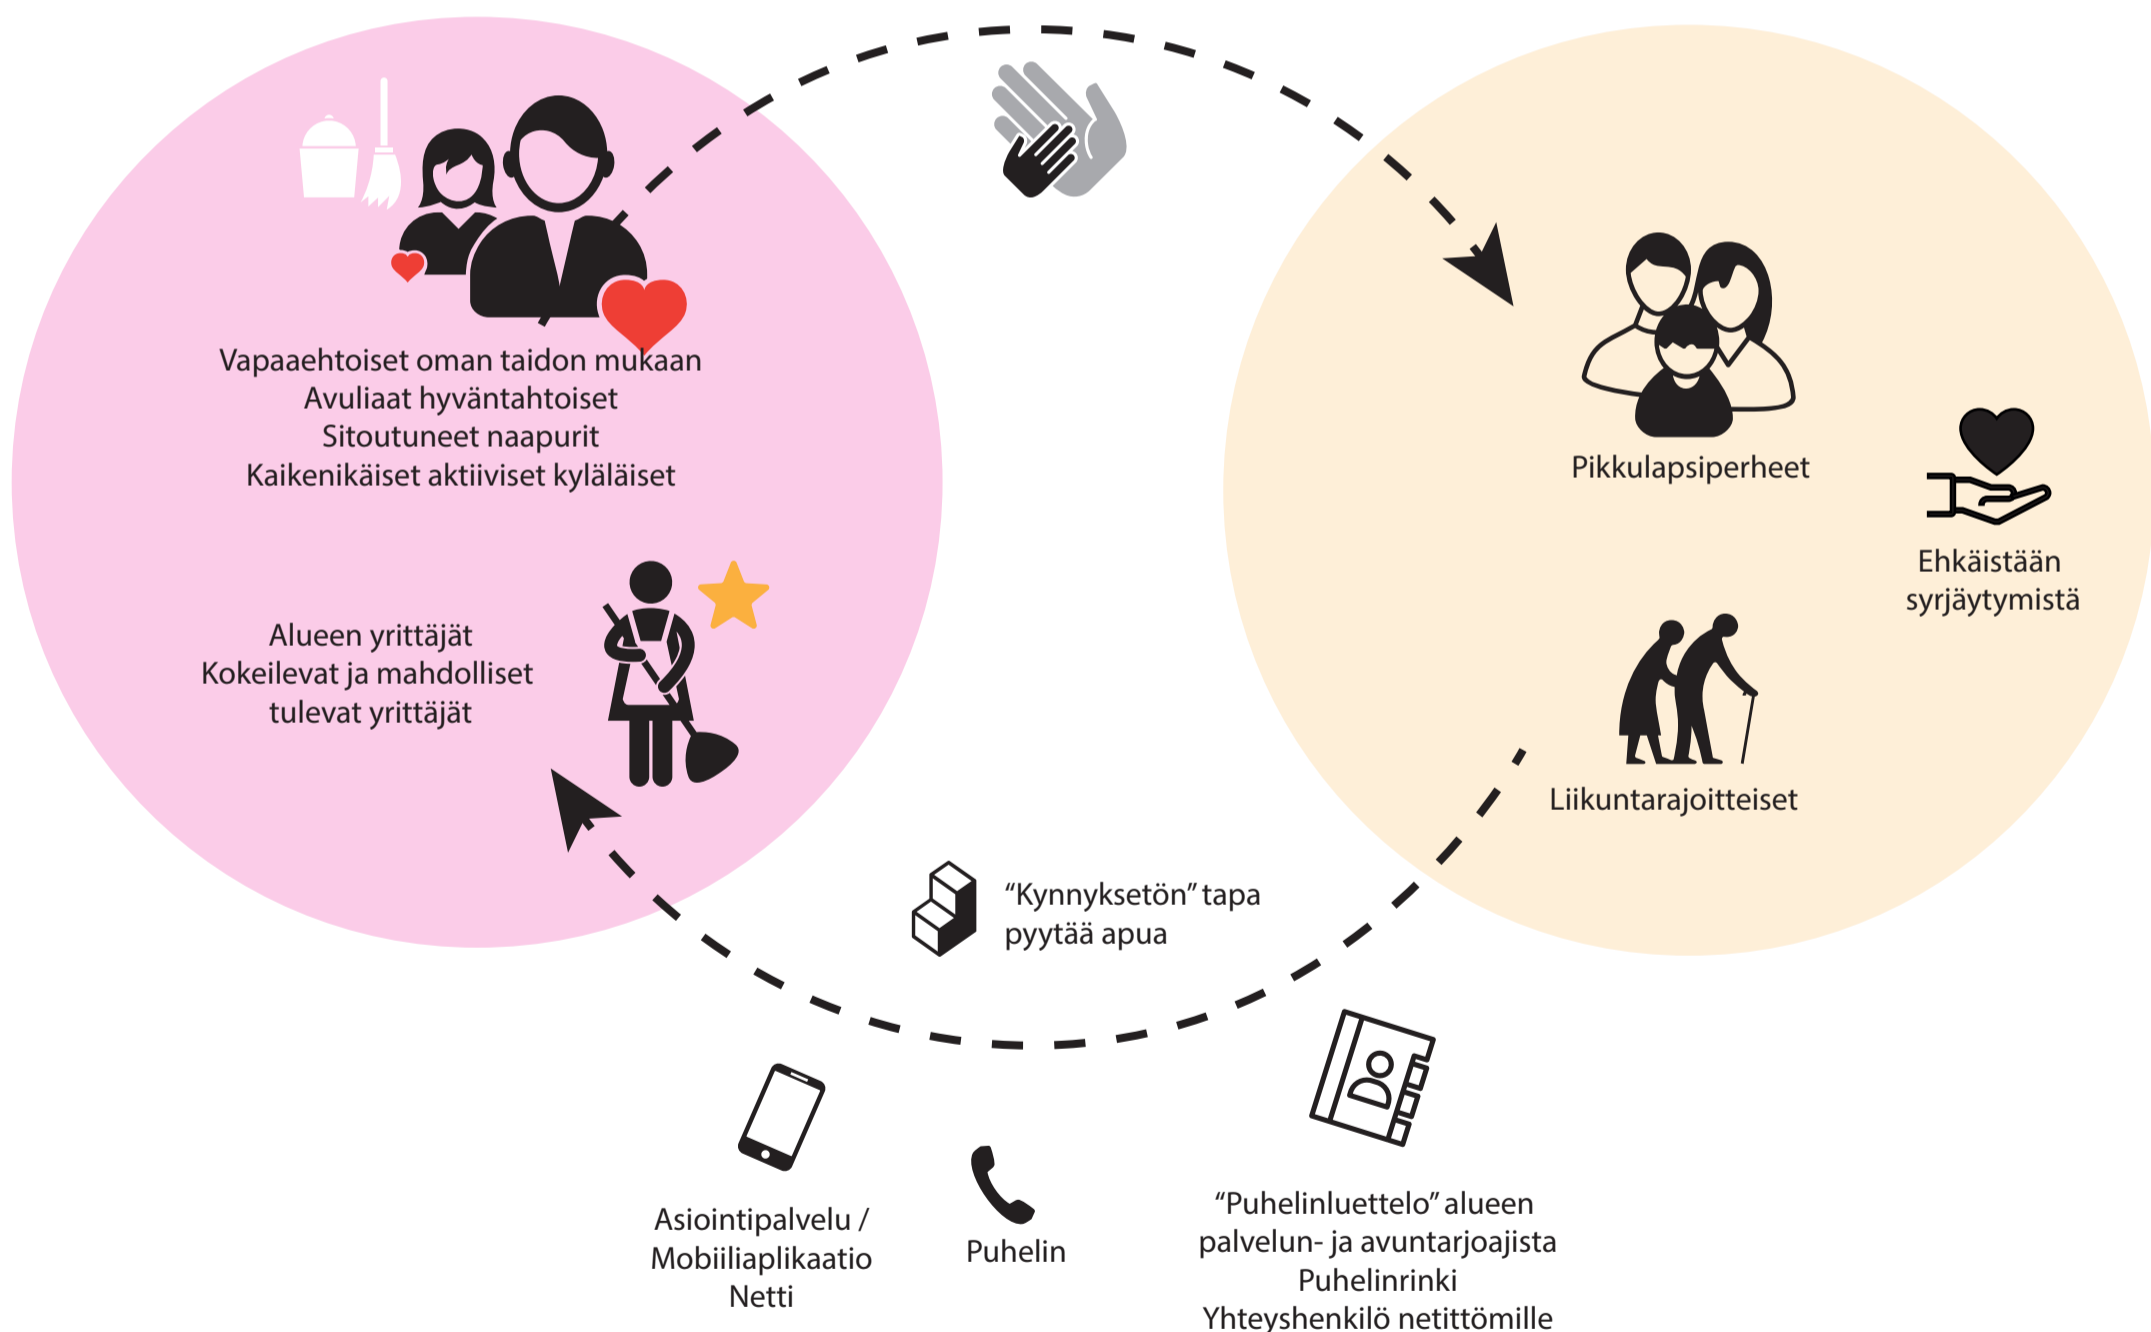 Vapaaehtoiset oman taidon mukaan
Avuliaat hyväntahtoiset
Sitoutuneet naapurit
Kaikenikäiset aktiiviset kyläläiset
Alueen yrittäjät
Kokeilevat ja mahdolliset
tulevat yrittäjät
Pikkulapsiperheet
Ehkäistään
syrjäytymistä
Liikuntarajoitteiset
“Kynnyksetön” tapa
pyytää apua
Asiointipalvelu /
Mobiiliaplikaatio
Netti
Puhelin
“Puhelinluettelo” alueen
palvelun- ja avuntarjoajista
Puhelinrinki
Yhteyshenkilö netittömille